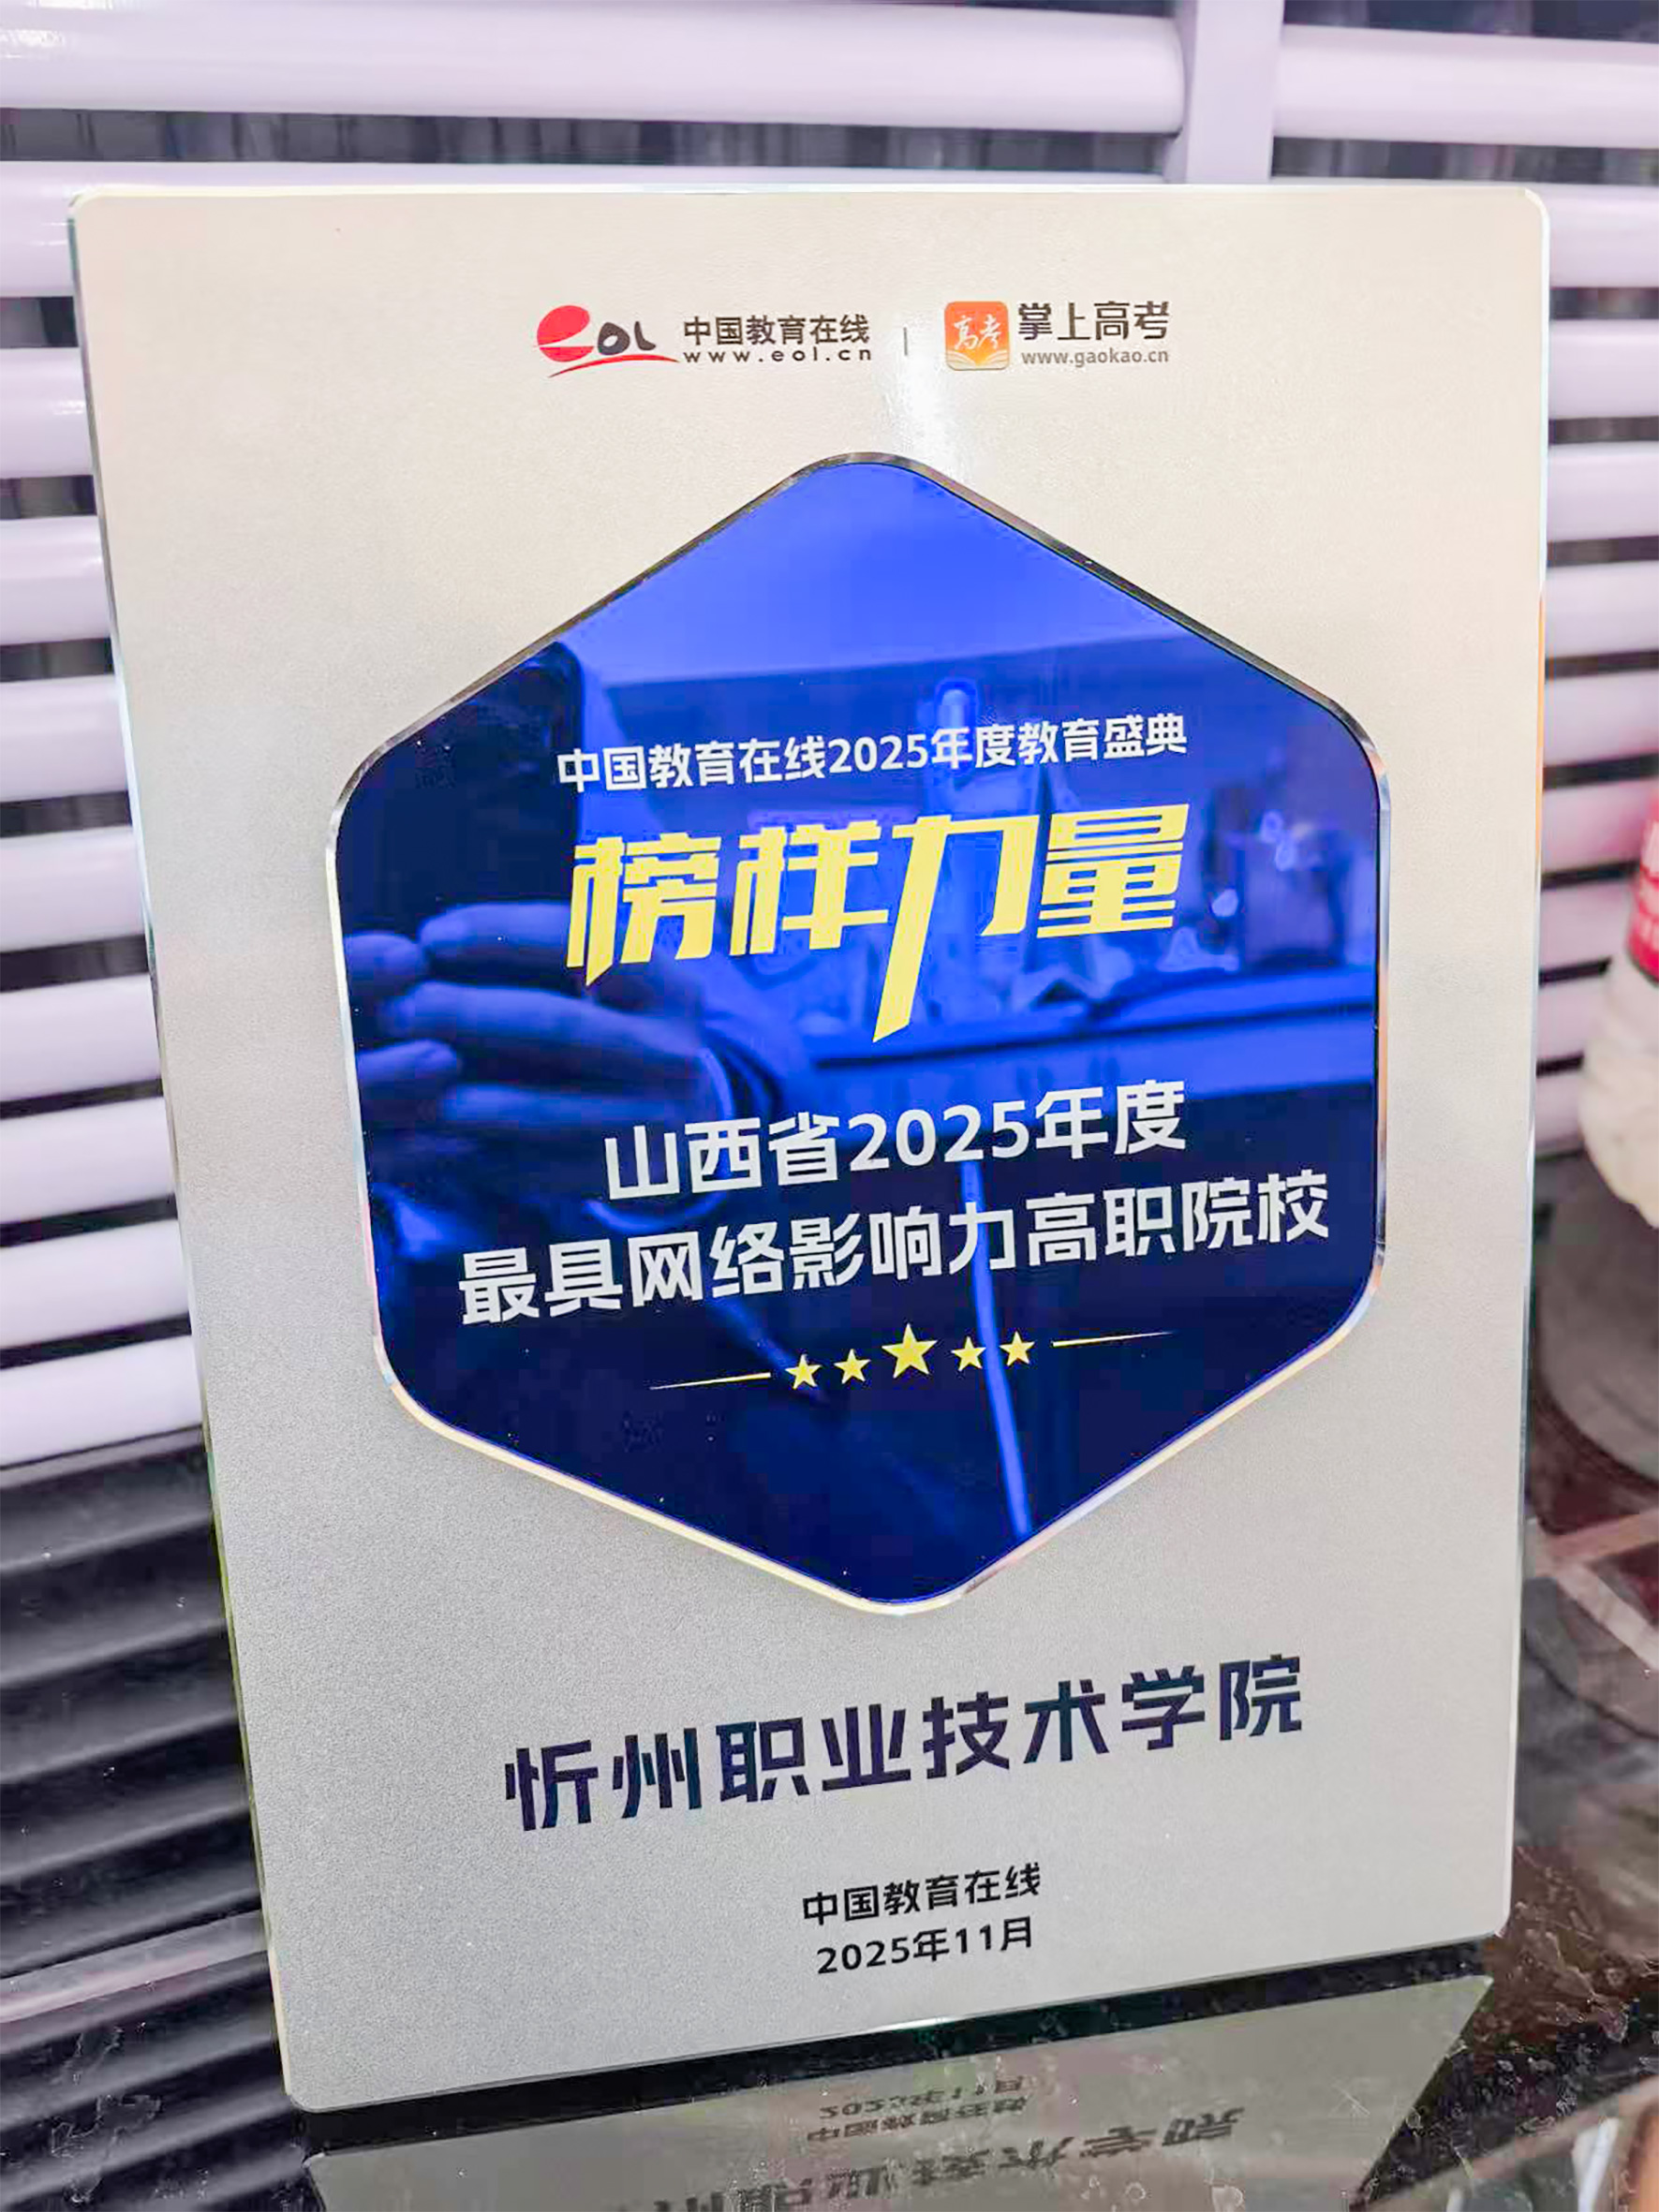 eoL 中国教育在线 | 高考 掌上高考
www.eol.cn www.gaokao.cn
中国教育在线2025年度教育盛典
榜样力量
山西省2025年度
最具网络影响力高职院校
忻州职业技术学院
中国教育在线
2025年11月